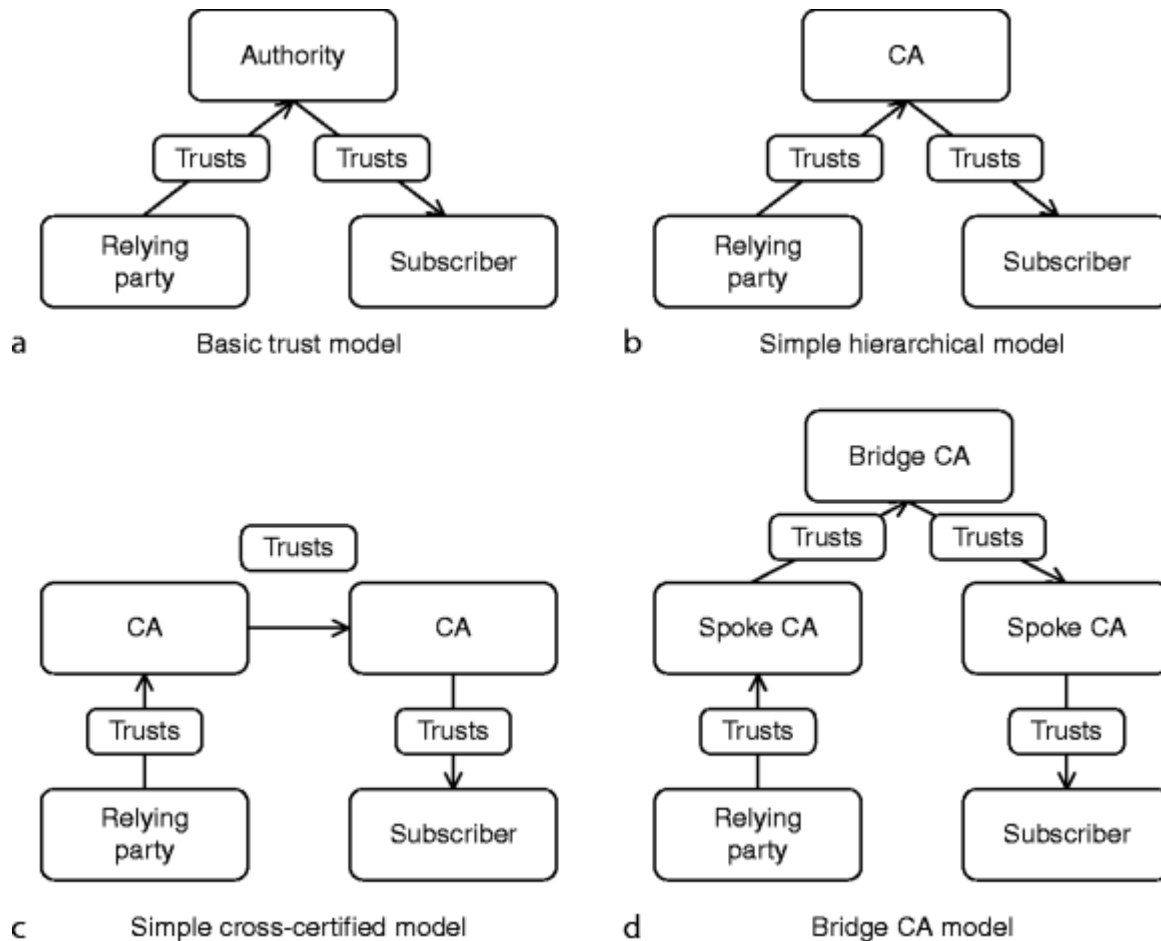 Authority
CA
Trusts
Trusts
Trusts
Trusts
Relying
party
Subscriber
Relying
party
Subscriber
a
Basic trust model
b
Simple hierarchical model
Bridge CA
Trusts
Trusts
Trusts
CA
CA
Spoke CA
Spoke CA
Trusts
Trusts
Trusts
Trusts
Relying
party
Subscriber
Relying
party
Subscriber
c
Simple cross-certified model
d
Bridge CA model